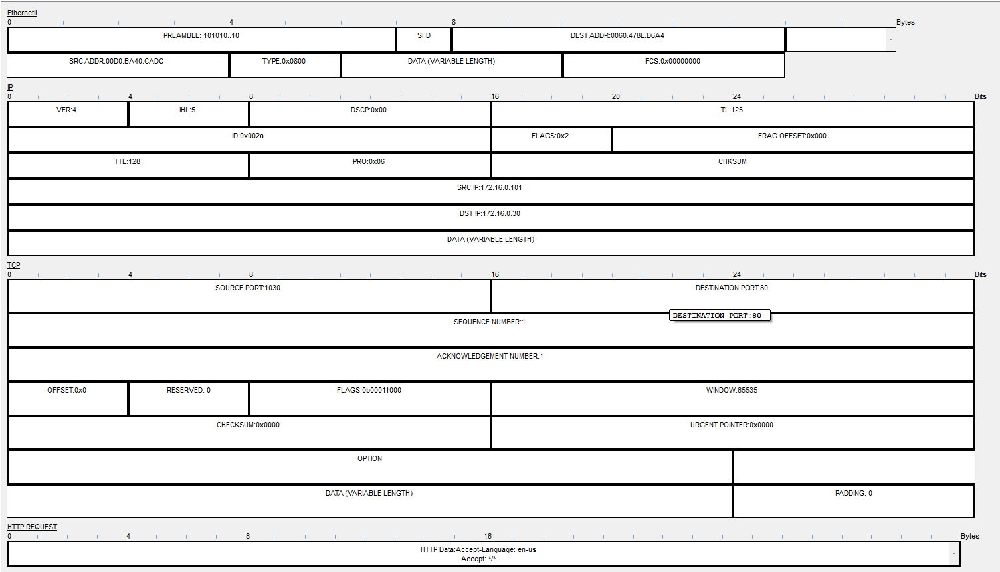 EthernetII
0 4 8 Bytes
PREAMBLE: 101010..10 SFD DEST ADDR:0060.478E.D6A4
SRC ADDR:00D0.BA40.CADC TYPE:0x0800 DATA (VARIABLE LENGTH) FCS:0x00000000
IP
0 4 8 16 20 24 Bits
VER:4 IHL:5 DSCP:0x00 TL:125
ID:0x002a FLAGS:0x2 FRAG OFFSET:0x000
TTL:128 PRO:0x06 CHKSUM
SRC IP:172.16.0.101
DST IP:172.16.0.30
DATA (VARIABLE LENGTH)
TCP
0 4 8 16 24 Bits
SOURCE PORT:1030 DESTINATION PORT:80
DESTINATION PORT:80
SEQUENCE NUMBER:1
ACKNOWLEDGEMENT NUMBER:1
OFFSET:0x0 RESERVED: 0 FLAGS:0b00011000 WINDOW:65535
CHECKSUM:0x0000 URGENT POINTER:0x0000
OPTION
DATA (VARIABLE LENGTH) PADDING: 0
HTTP REQUEST
0 4 8 16 Bytes
HTTP Data:Accept-Language: en-us
Accept: */*